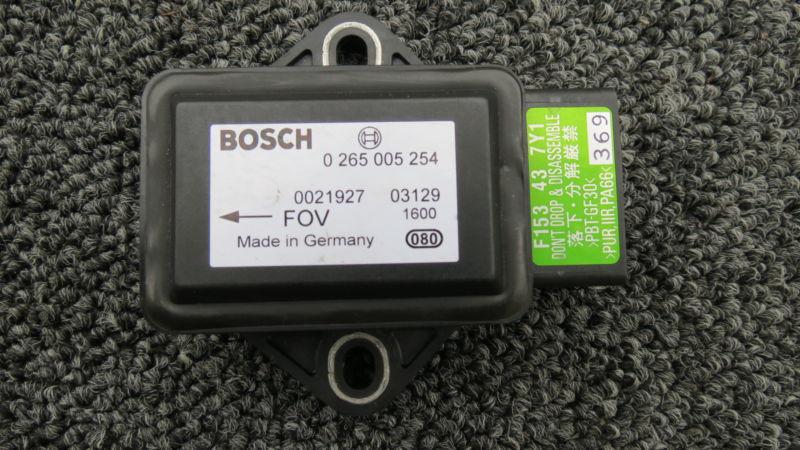 BOSCH
0 265 005 254
0021927 03129
FOV 1600
Made in Germany 080
F153 43 7Y1
DON'T DROP & DISASSEMBLE
落下・分解厳禁
>PBT-GF30<
>PUR.IIR.PA66<
369